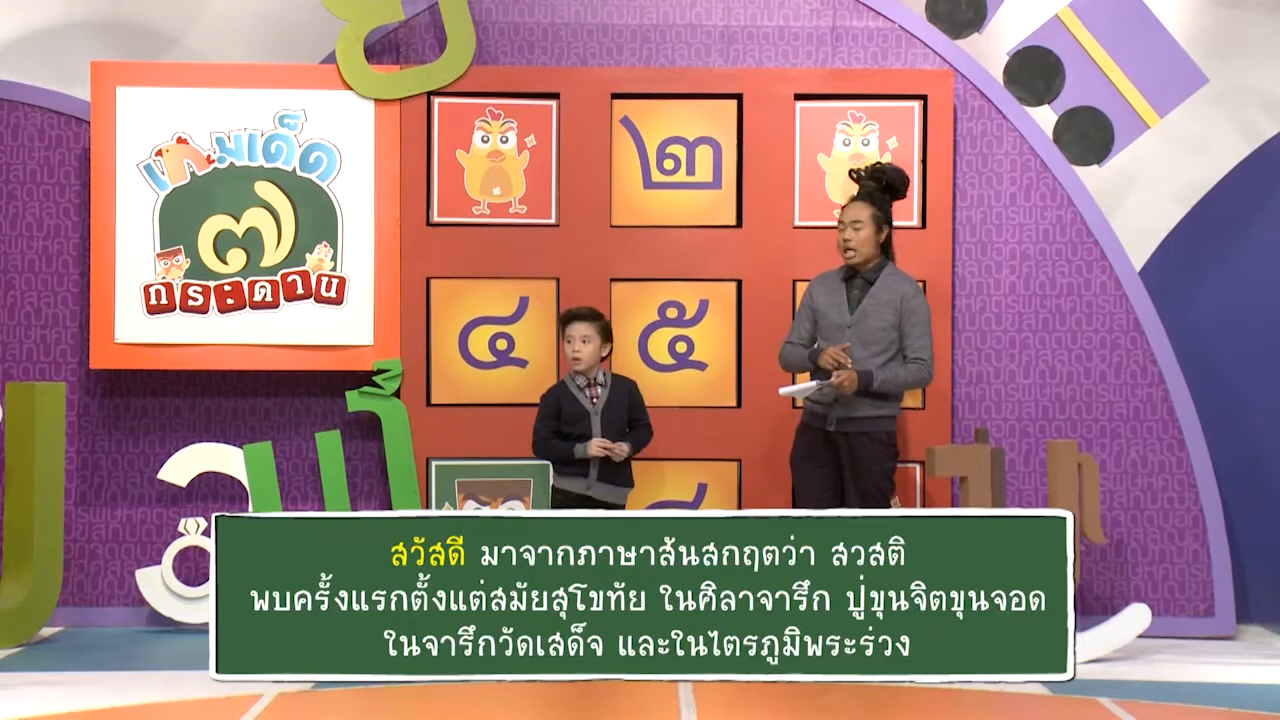 เกมเด็ด
๗
กระดาน
๒
๔
๕
สวัสดี มาจากภาษาสันสกฤตว่า สวสติ
พบครั้งแรกตั้งแต่สมัยสุโขทัย ในศิลาจารึก ปู่ขุนจิตขุนจอด
ในจารึกวัดเสด็จ และในไตรภูมิพระร่วง